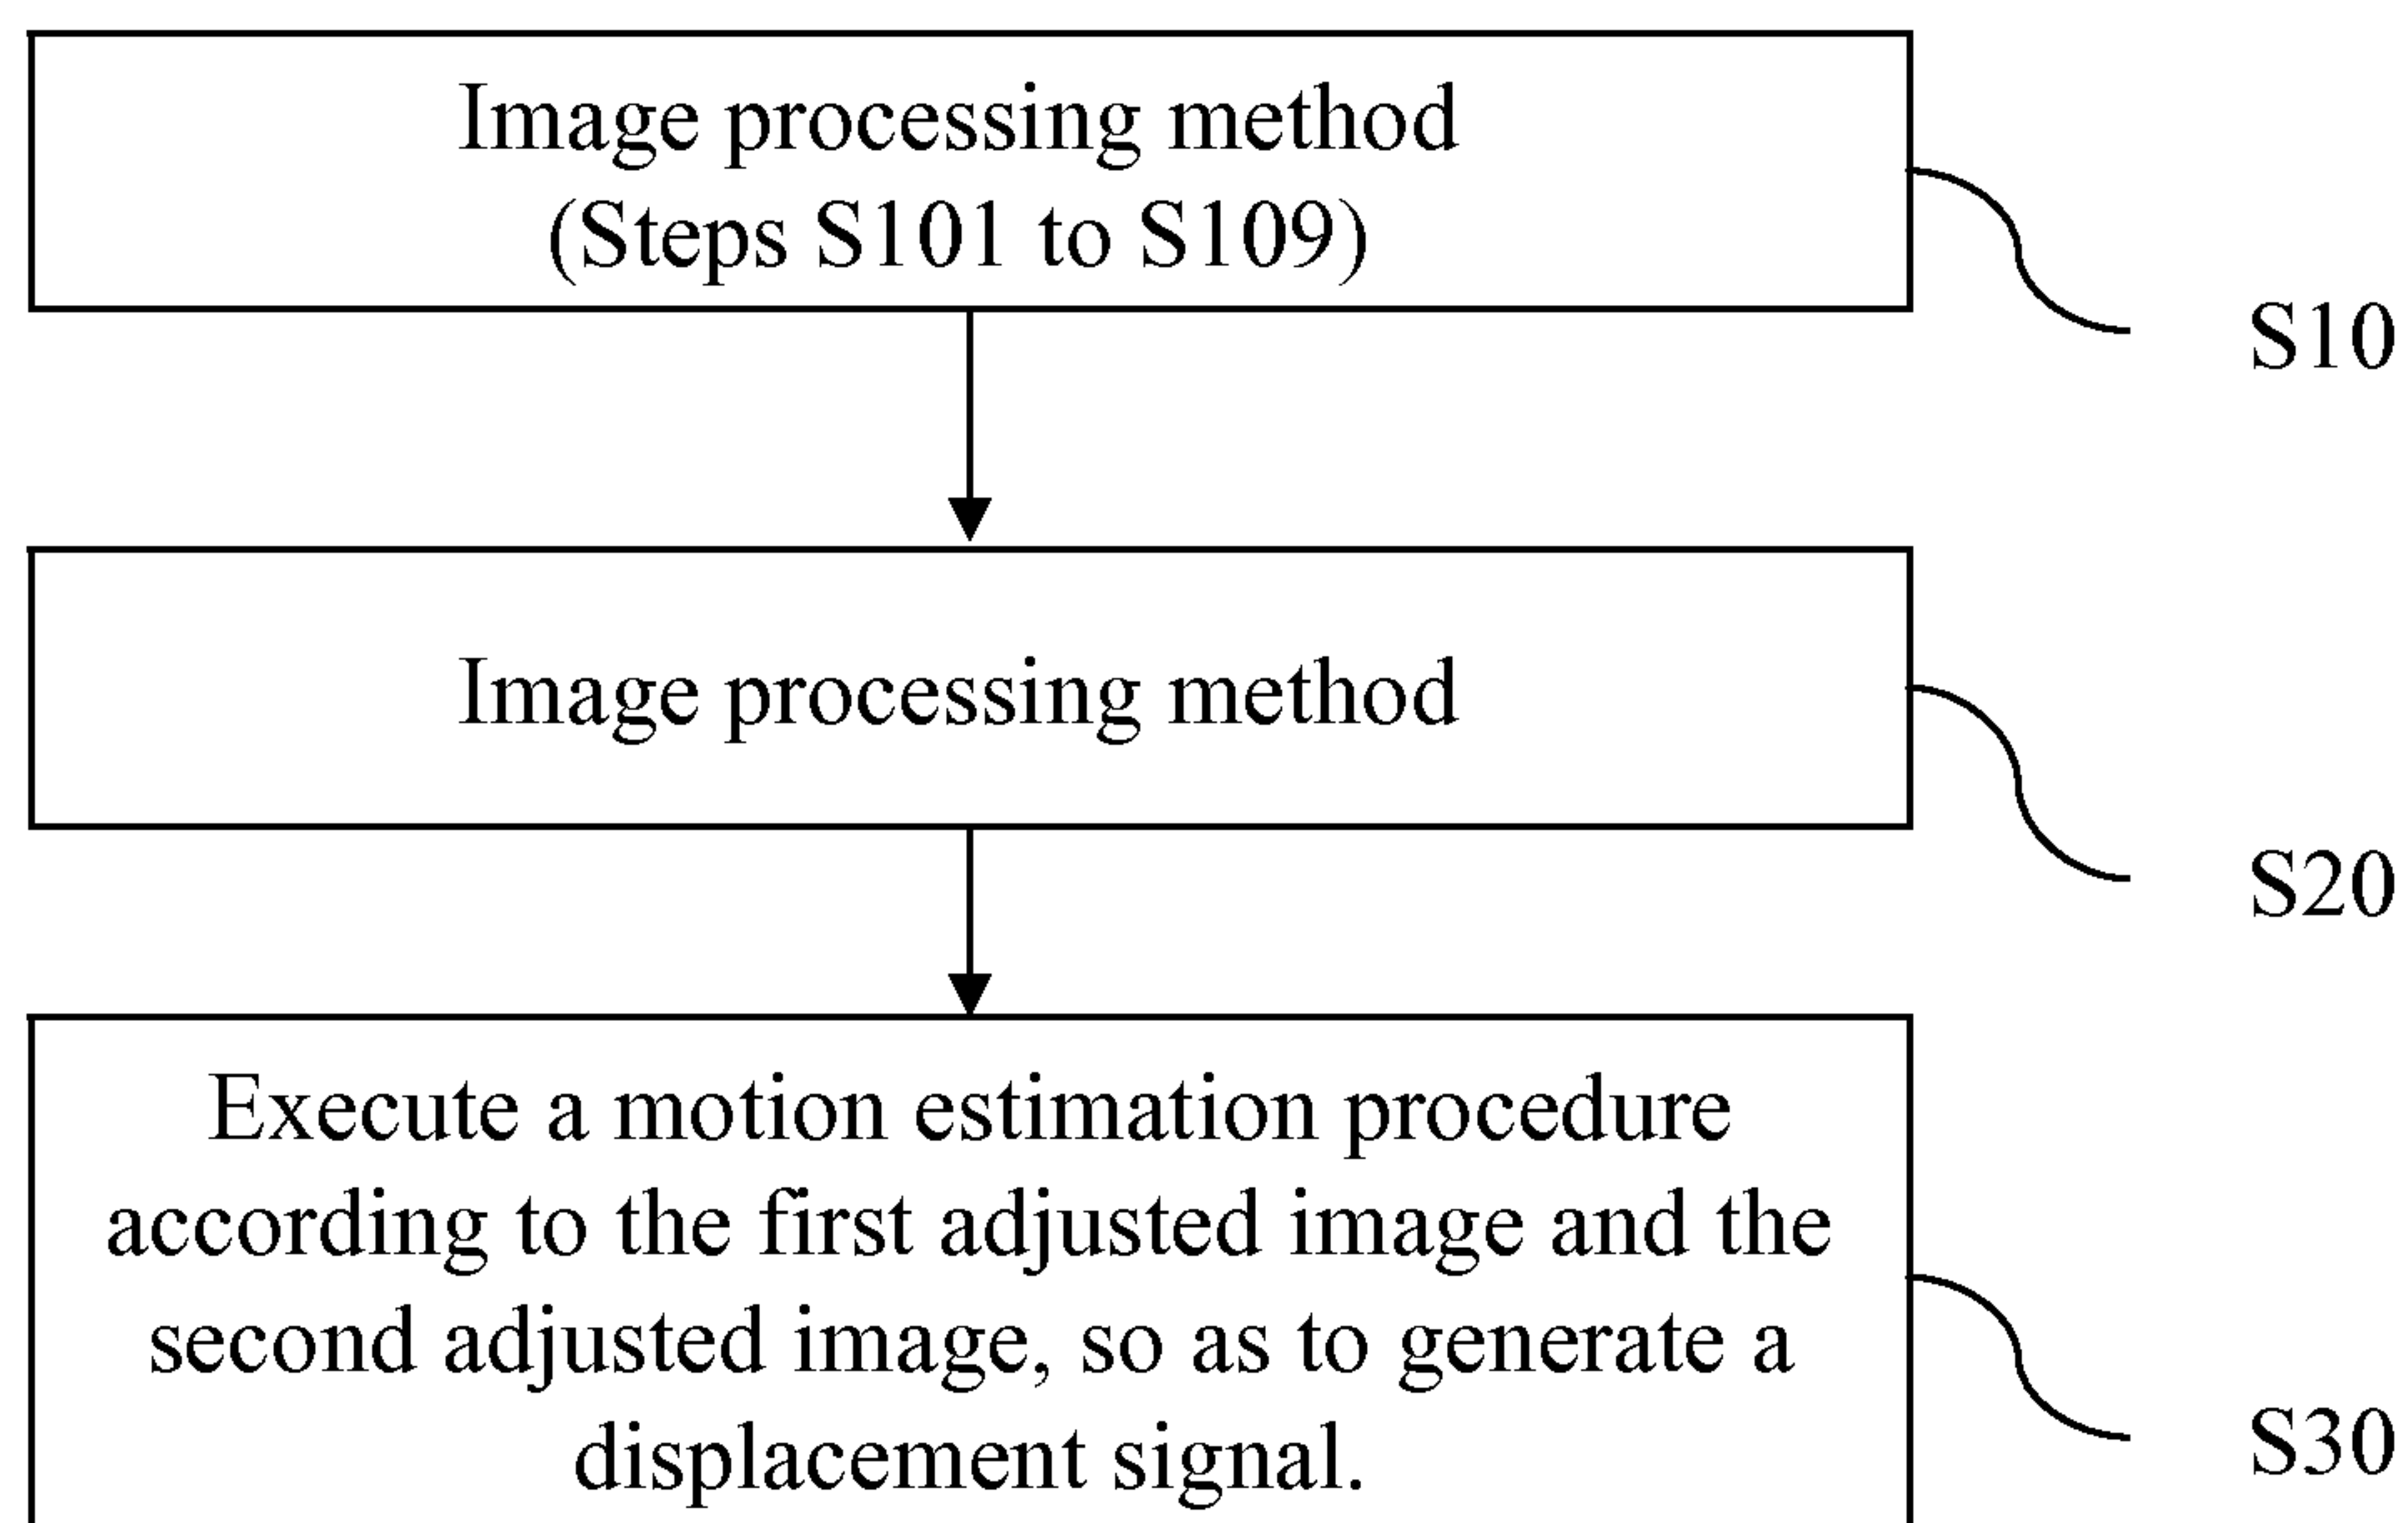 Image processing method
(Steps S101 to S109)
S10
Image processing method
S20
Execute a motion estimation procedure
according to the first adjusted image and the
second adjusted image, so as to generate a
displacement signal.
S30